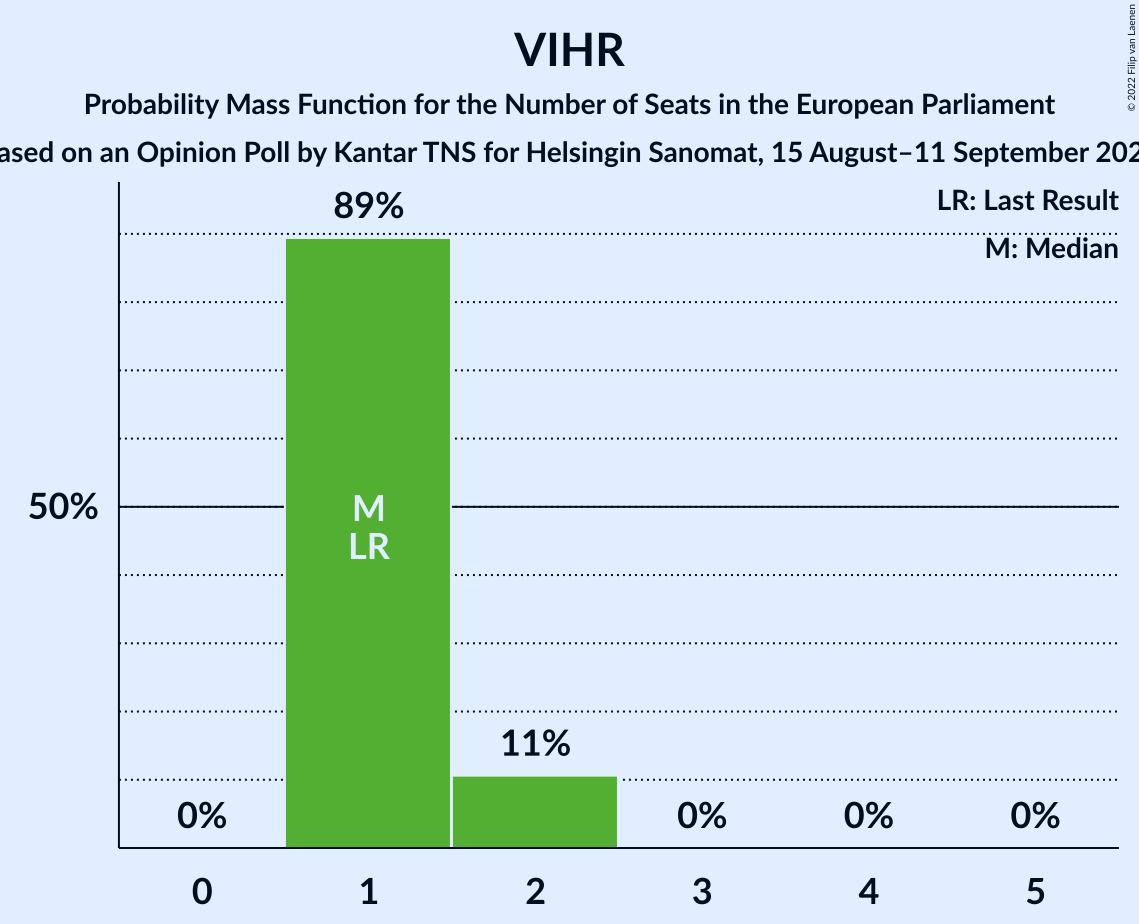 VIHR
Probability Mass Function for the Number of Seats in the European Parliament
ased on an Opinion Poll by Kantar TNS for Helsingin Sanomat, 15 August–11 September 202
© 2022 Filip van Laenen
LR: Last Result
M: Median
89%
50%
M
LR
11%
0%
0%
0%
0%
0
1
2
3
4
5